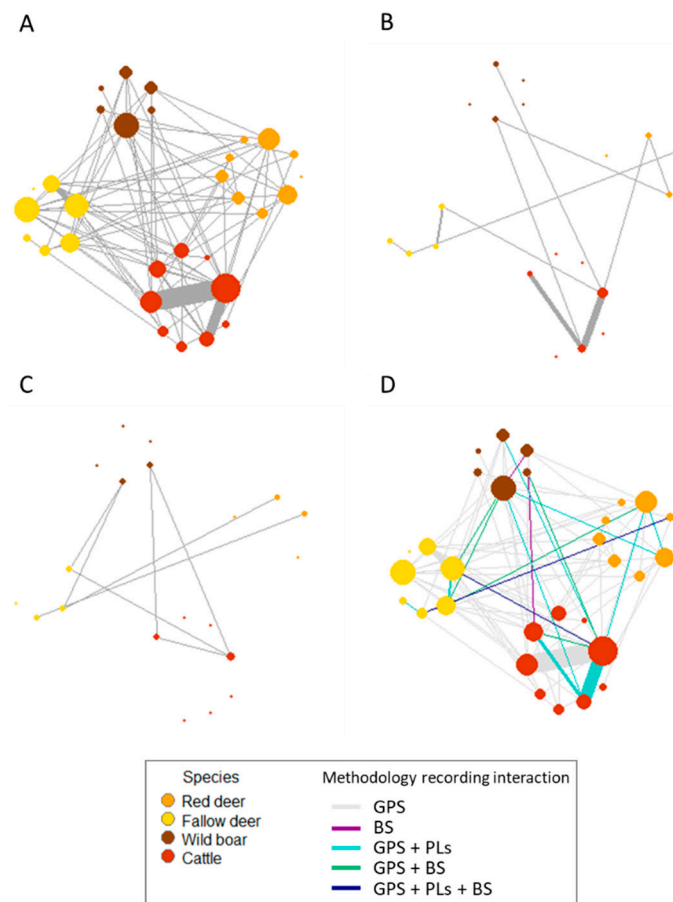 A
B
C
D
Species
Red deer
Fallow deer
Wild boar
Cattle
Methodology recording interaction
GPS
BS
GPS + PLs
GPS + BS
GPS + PLs + BS